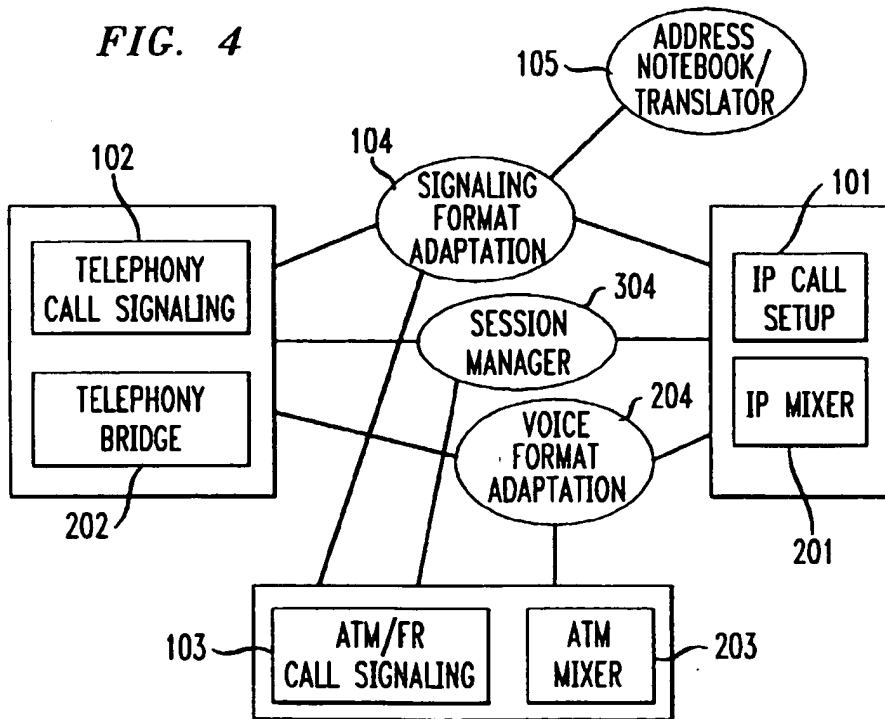 FIG. 4
105
ADDRESS
NOTEBOOK/
TRANSLATOR
102
104
SIGNALING
FORMAT
ADAPTATION
101
TELEPHONY
CALL SIGNALING
304
SESSION
MANAGER
IP CALL
SETUP
TELEPHONY
BRIDGE
204
VOICE
FORMAT
ADAPTATION
IP MIXER
202
201
103
ATM/FR
CALL SIGNALING
ATM
MIXER
203